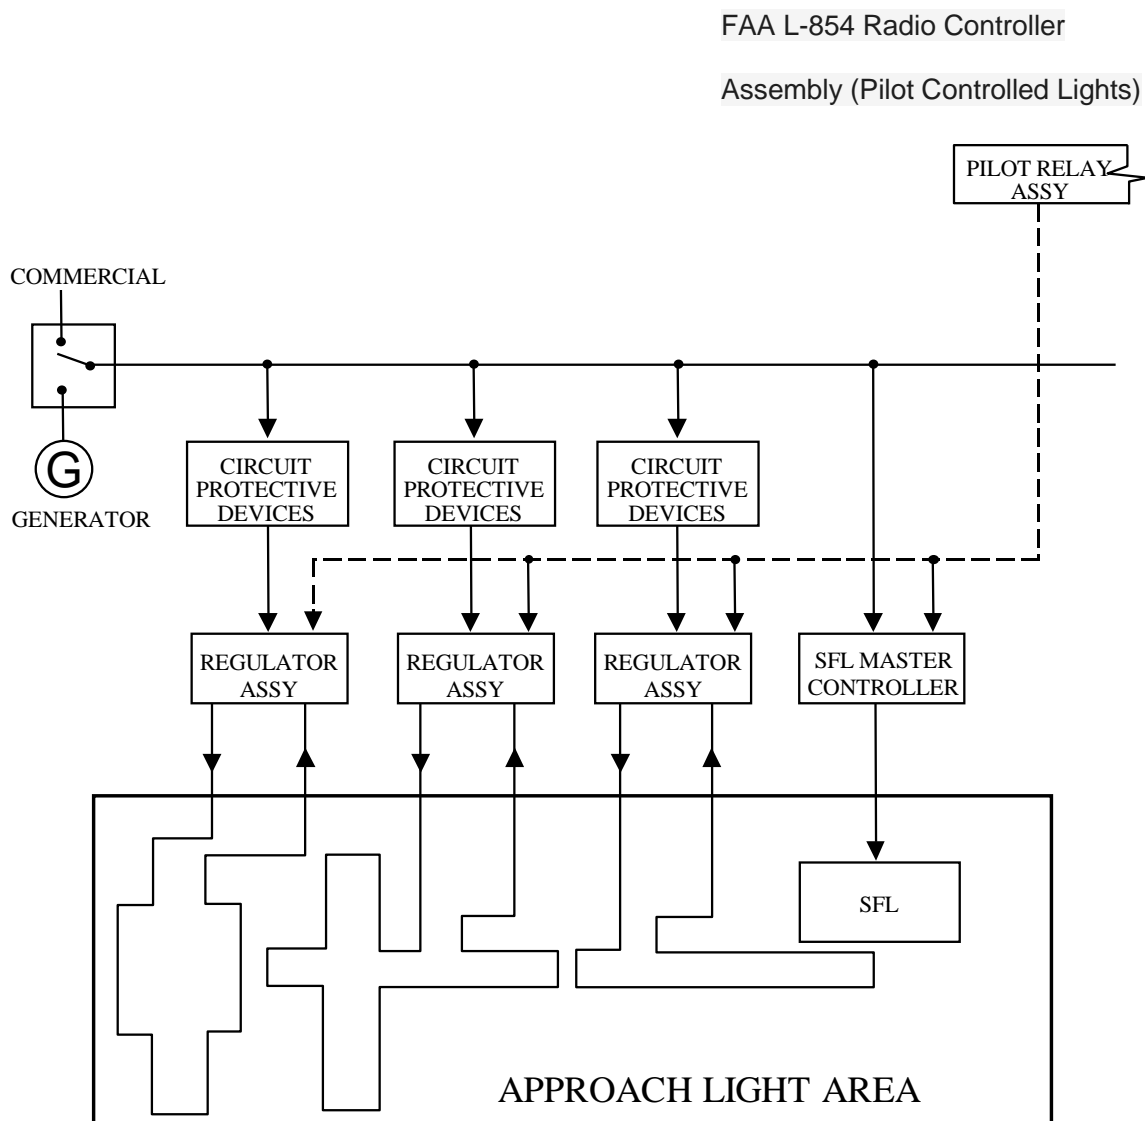 FAA L-854 Radio Controller
Assembly (Pilot Controlled Lights)
PILOT RELAY
ASSY
COMMERCIAL
G
GENERATOR
CIRCUIT
PROTECTIVE
DEVICES
CIRCUIT
PROTECTIVE
DEVICES
CIRCUIT
PROTECTIVE
DEVICES
REGULATOR
ASSY
REGULATOR
ASSY
REGULATOR
ASSY
SFL MASTER
CONTROLLER
SFL
APPROACH LIGHT AREA